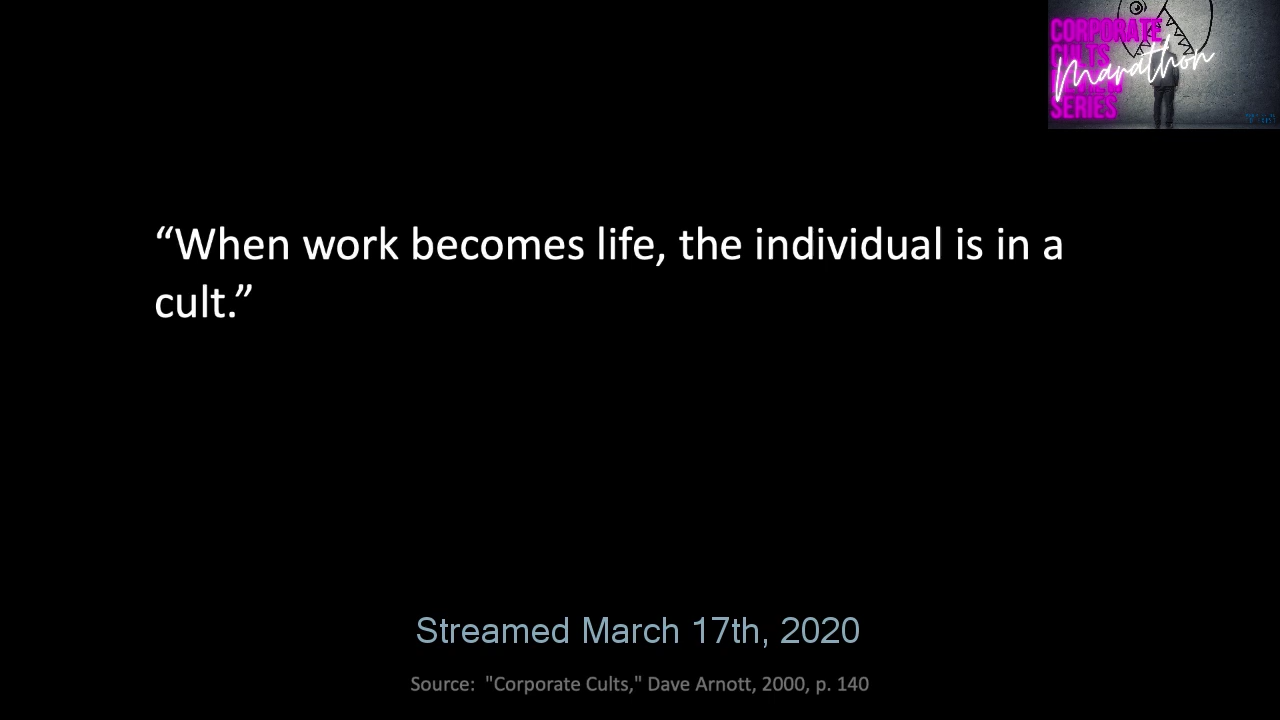 CORPORATE
CULTS
Marathon
SERIES
“When work becomes life, the individual is in a
cult.”
Streamed March 17th, 2020
Source:  "Corporate Cults," Dave Arnott, 2000, p. 140